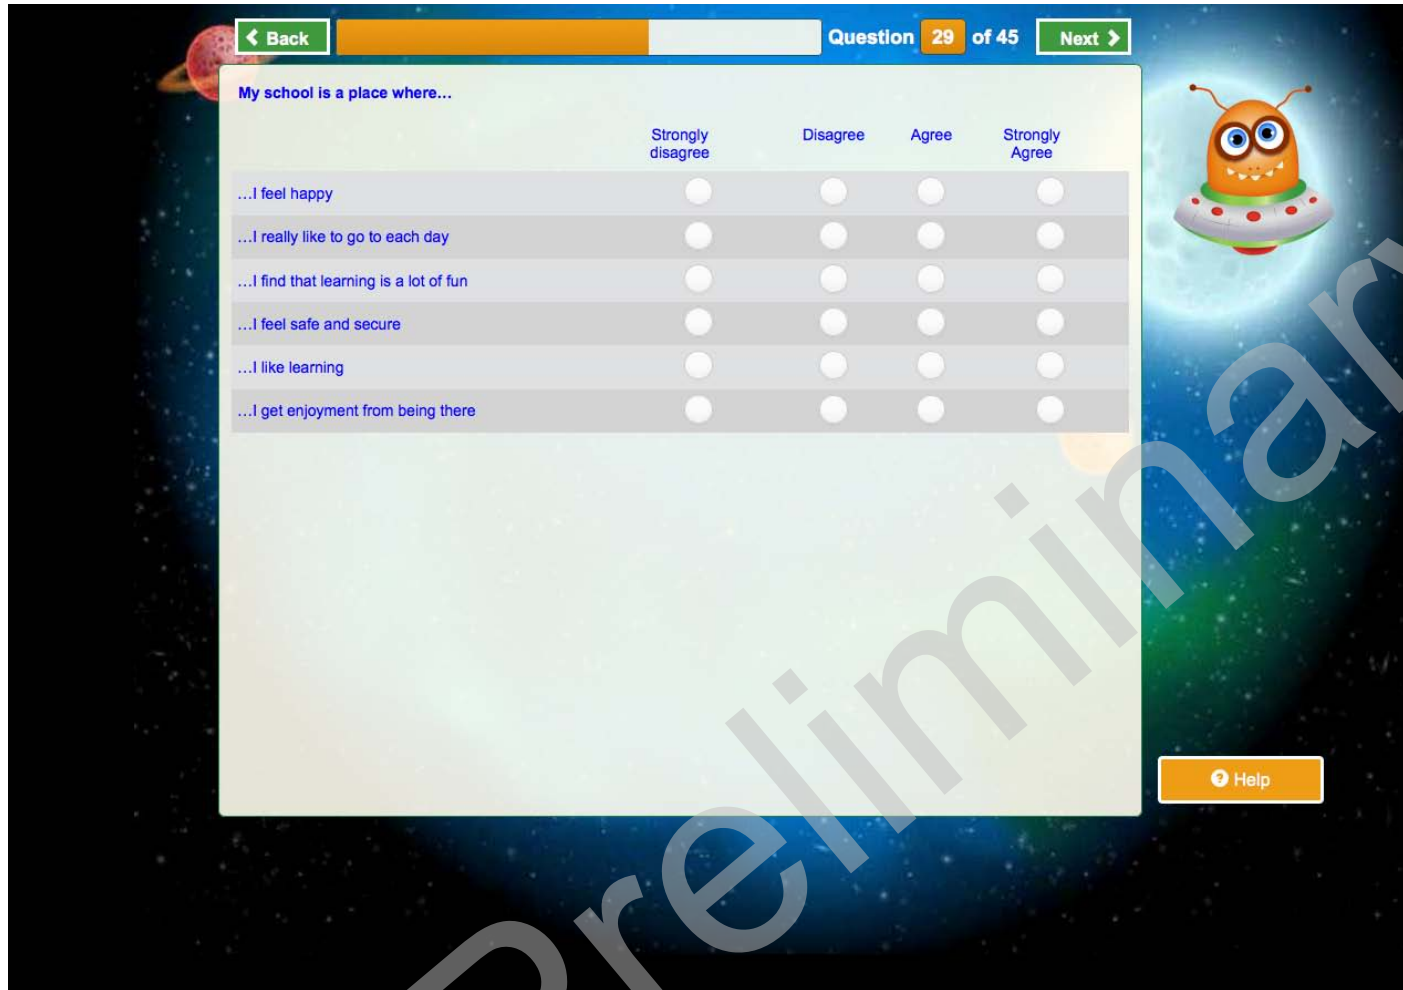 Back
Question 29 of 45
Next
My school is a place where...
Strongly disagree
Disagree
Agree
Strongly Agree
...I feel happy
...I really like to go to each day
...I find that learning is a lot of fun
...I feel safe and secure
...I like learning
...I get enjoyment from being there
? Help
Preliminary